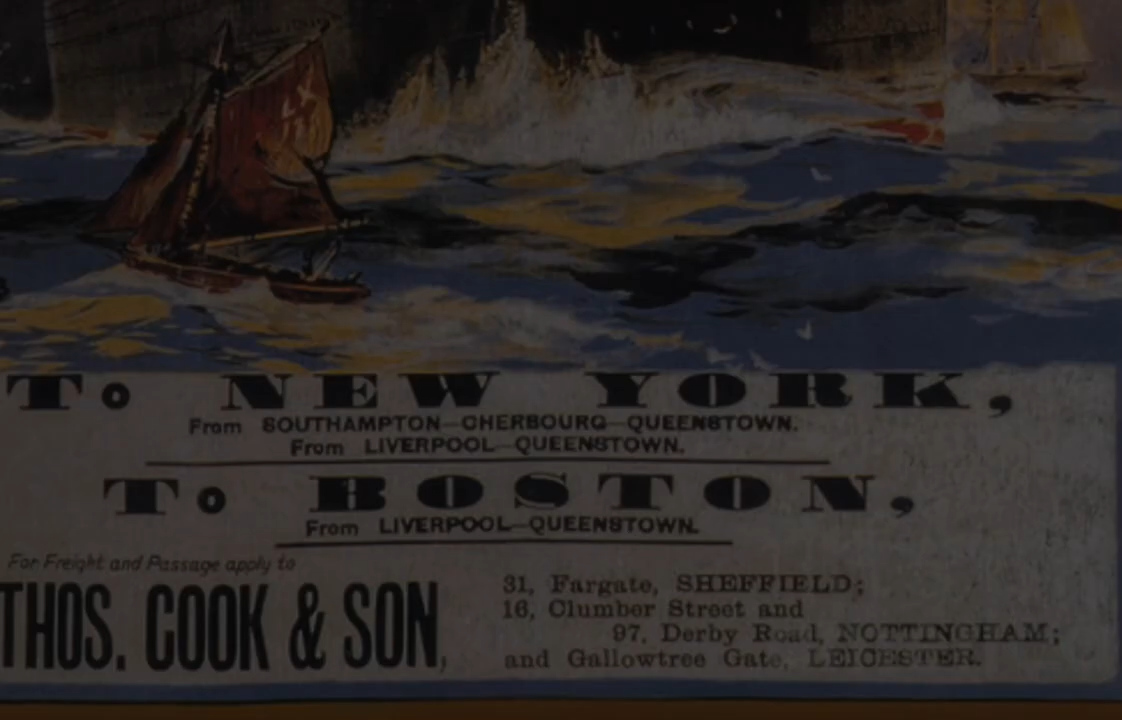 To NEW YORK,
From SOUTHAMPTON–CHERBOURG–QUEENSTOWN.
From LIVERPOOL–QUEENSTOWN.
To BOSTON,
From LIVERPOOL–QUEENSTOWN.
For Freight and Passage apply to
THOS. COOK & SON,
31, Fargate, SHEFFIELD;
16, Clumber Street and
97, Derby Road, NOTTINGHAM;
and Gallowtree Gate, LEICESTER.